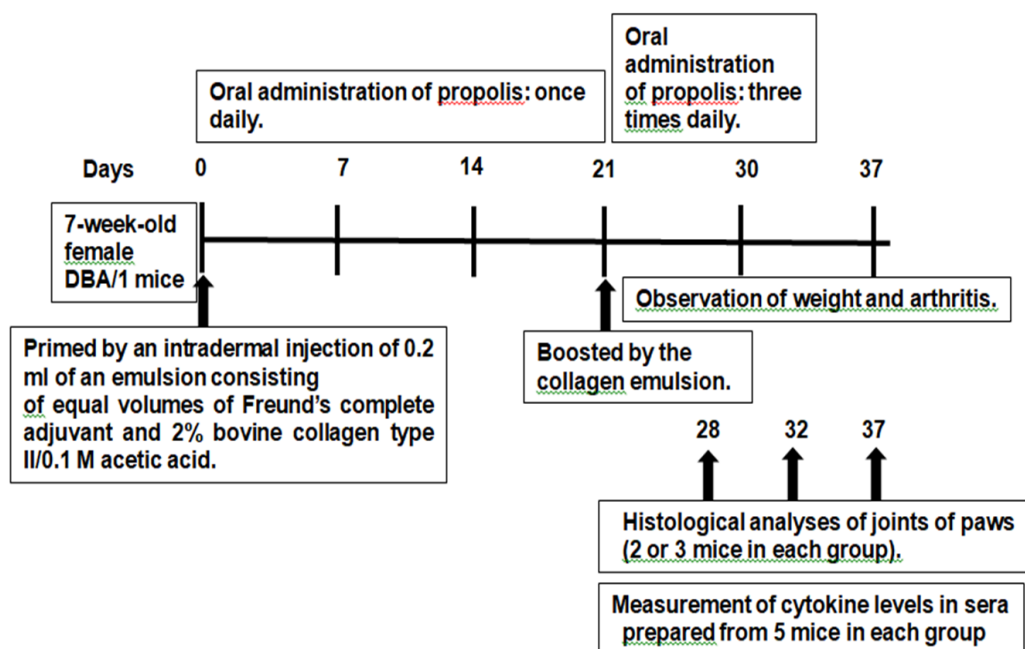 Oral administration of propolis: once
daily.
Oral
administration
of propolis: three
times daily.
Days 0 7 14 21 30 37
7-week-old
female
DBA/1 mice
Observation of weight and arthritis.
Primed by an intradermal injection of 0.2
ml of an emulsion consisting
of equal volumes of Freund's complete
adjuvant and 2% bovine collagen type
II/0.1 M acetic acid.
Boosted by the
collagen emulsion.
28 32 37
Histological analyses of joints of paws
(2 or 3 mice in each group).
Measurement of cytokine levels in sera
prepared from 5 mice in each group